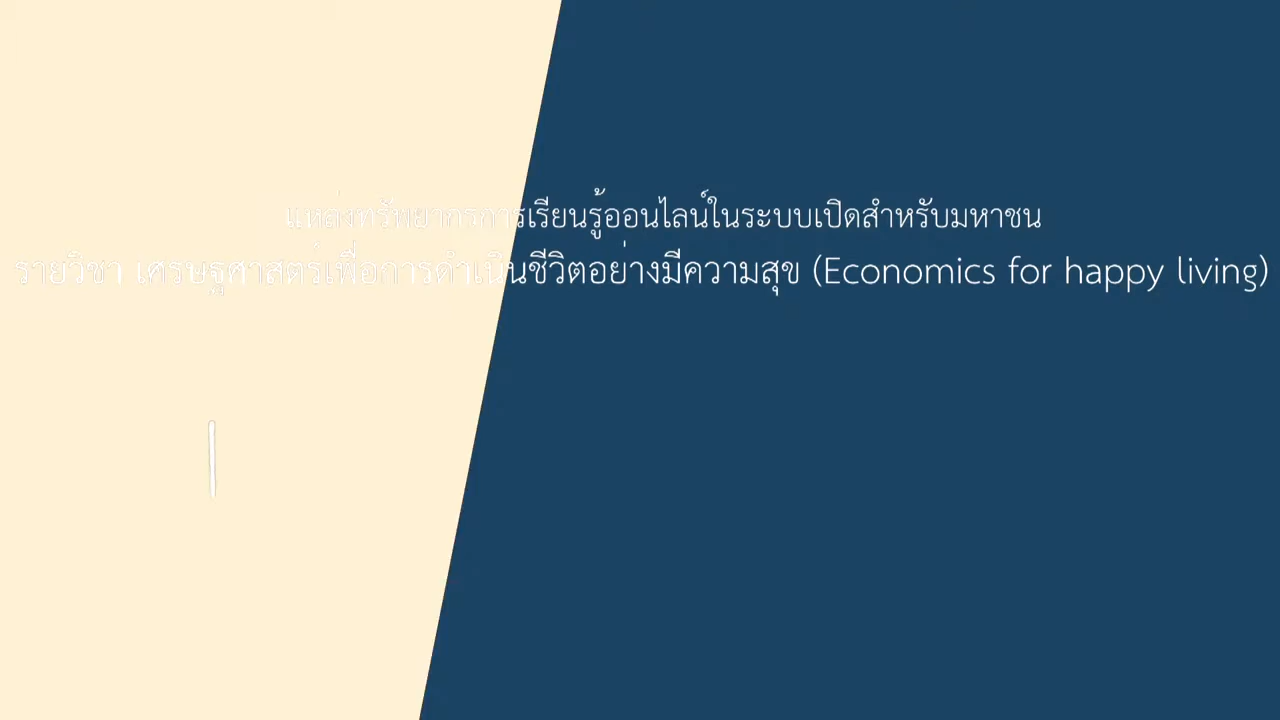 แหล่งทรัพยากรการเรียนรู้ออนไลน์ในระบบเปิดสำหรับมหาชน
รายวิชา เศรษฐศาสตร์เพื่อการดำเนินชีวิตอย่างมีความสุข (Economics for happy living)